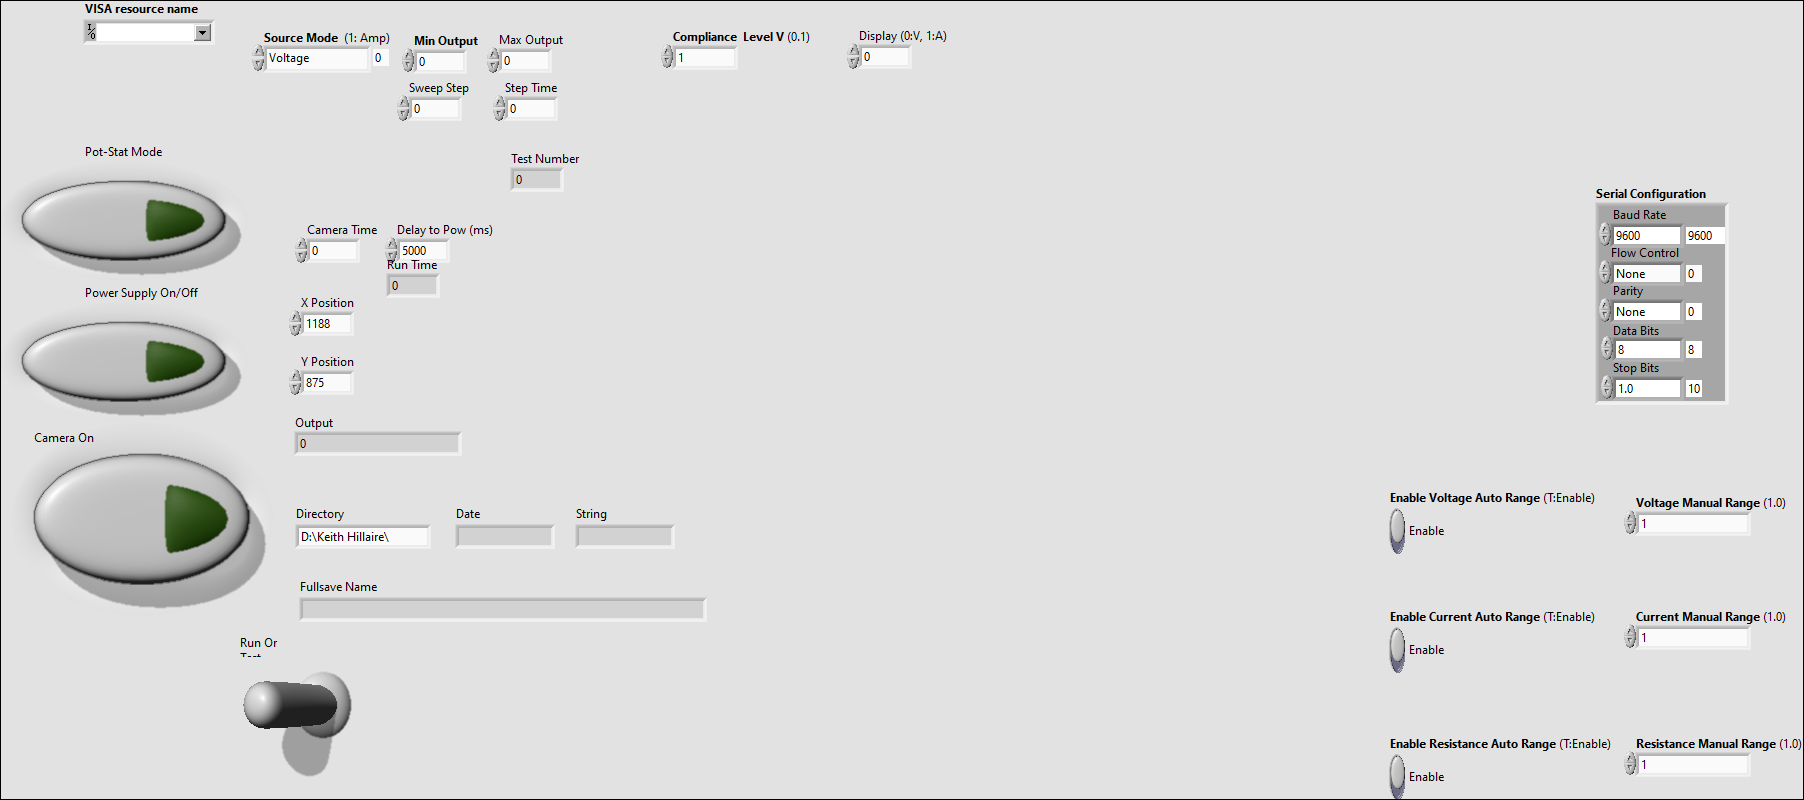 VISA resource name
I/O
Source Mode (1: Amp)
Voltage 0
Min Output
0
Max Output
0
Compliance Level V (0.1)
1
Display (0:V, 1:A)
0
Sweep Step
0
Step Time
0
Pot-Stat Mode
Test Number
0
Serial Configuration
Baud Rate
9600 9600
Flow Control
None 0
Parity
None 0
Data Bits
8 8
Stop Bits
1.0 10
Camera Time
0
Delay to Pow (ms)
5000
Run Time
0
Power Supply On/Off
X Position
1188
Y Position
875
Output
0
Camera On
Directory
D:\Keith Hillaire\
Date
String
Fullsave Name
Run Or
Test
Enable Voltage Auto Range (T:Enable)
Enable
Voltage Manual Range (1.0)
1
Enable Current Auto Range (T:Enable)
Enable
Current Manual Range (1.0)
1
Enable Resistance Auto Range (T:Enable)
Enable
Resistance Manual Range (1.0)
1